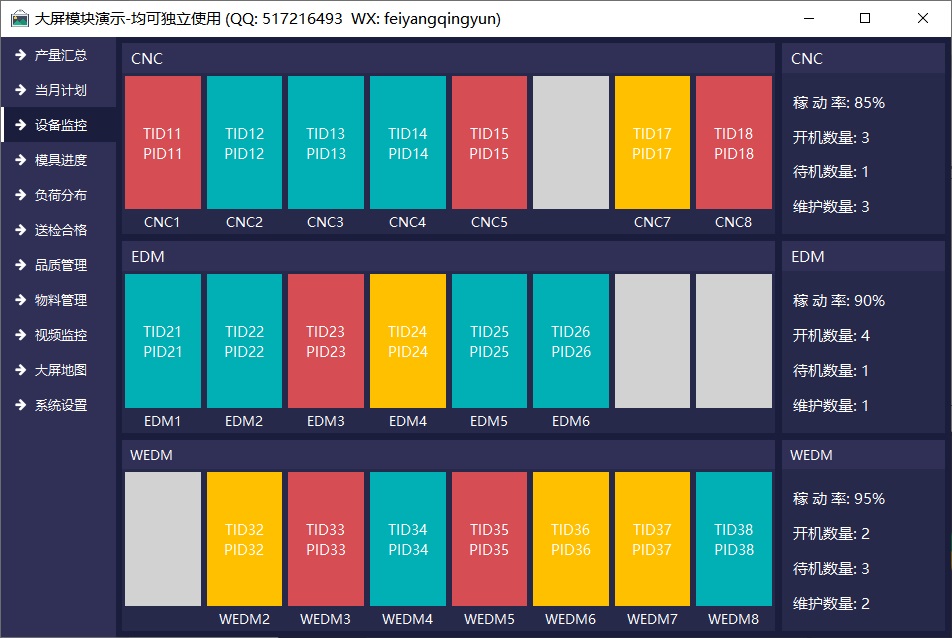 大屏模块演示-均可独立使用 (QQ: 517216493  WX: feiyangqingyun)
产量汇总
当月计划
设备监控
模具进度
负荷分布
送检合格
品质管理
物料管理
视频监控
大屏地图
系统设置
CNC
TID11
PID11
CNC1
TID12
PID12
CNC2
TID13
PID13
CNC3
TID14
PID14
CNC4
TID15
PID15
CNC5
TID17
PID17
CNC7
TID18
PID18
CNC8
CNC
稼 动 率: 85%
开机数量: 3
待机数量: 1
维护数量: 3
EDM
TID21
PID21
EDM1
TID22
PID22
EDM2
TID23
PID23
EDM3
TID24
PID24
EDM4
TID25
PID25
EDM5
TID26
PID26
EDM6
EDM
稼 动 率: 90%
开机数量: 4
待机数量: 1
维护数量: 1
WEDM
TID32
PID32
WEDM2
TID33
PID33
WEDM3
TID34
PID34
WEDM4
TID35
PID35
WEDM5
TID36
PID36
WEDM6
TID37
PID37
WEDM7
TID38
PID38
WEDM8
WEDM
稼 动 率: 95%
开机数量: 2
待机数量: 3
维护数量: 2